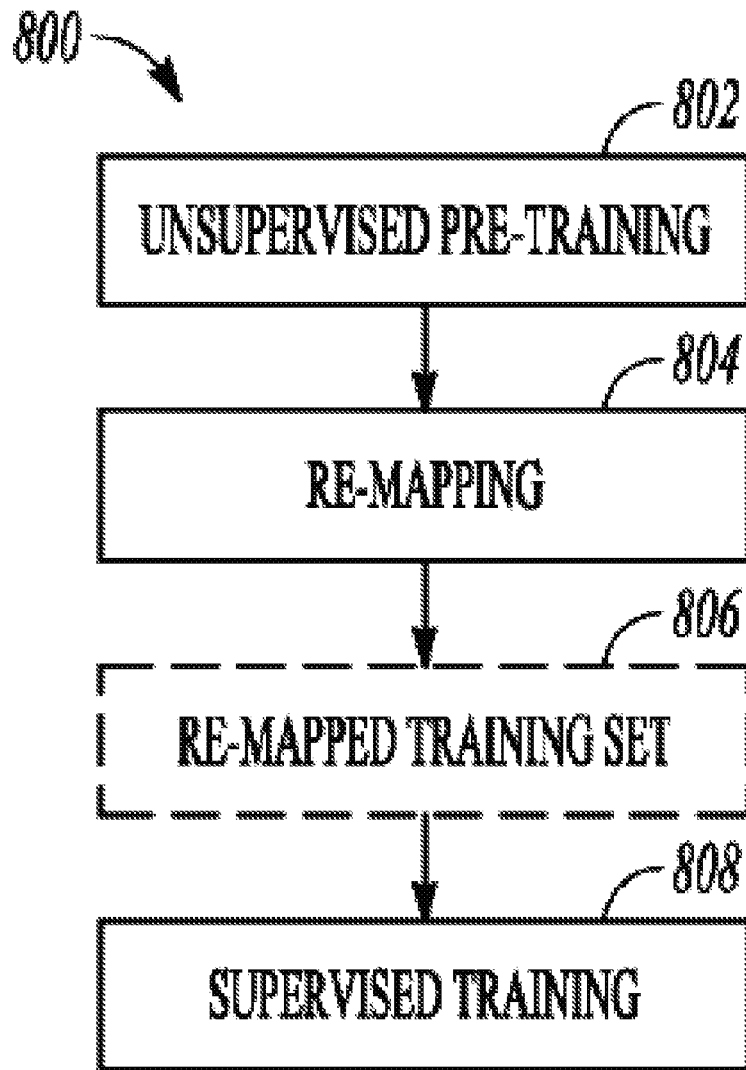 800
802
UNSUPERVISED PRE-TRAINING
804
RE-MAPPING
806
RE-MAPPED TRAINING SET
808
SUPERVISED TRAINING